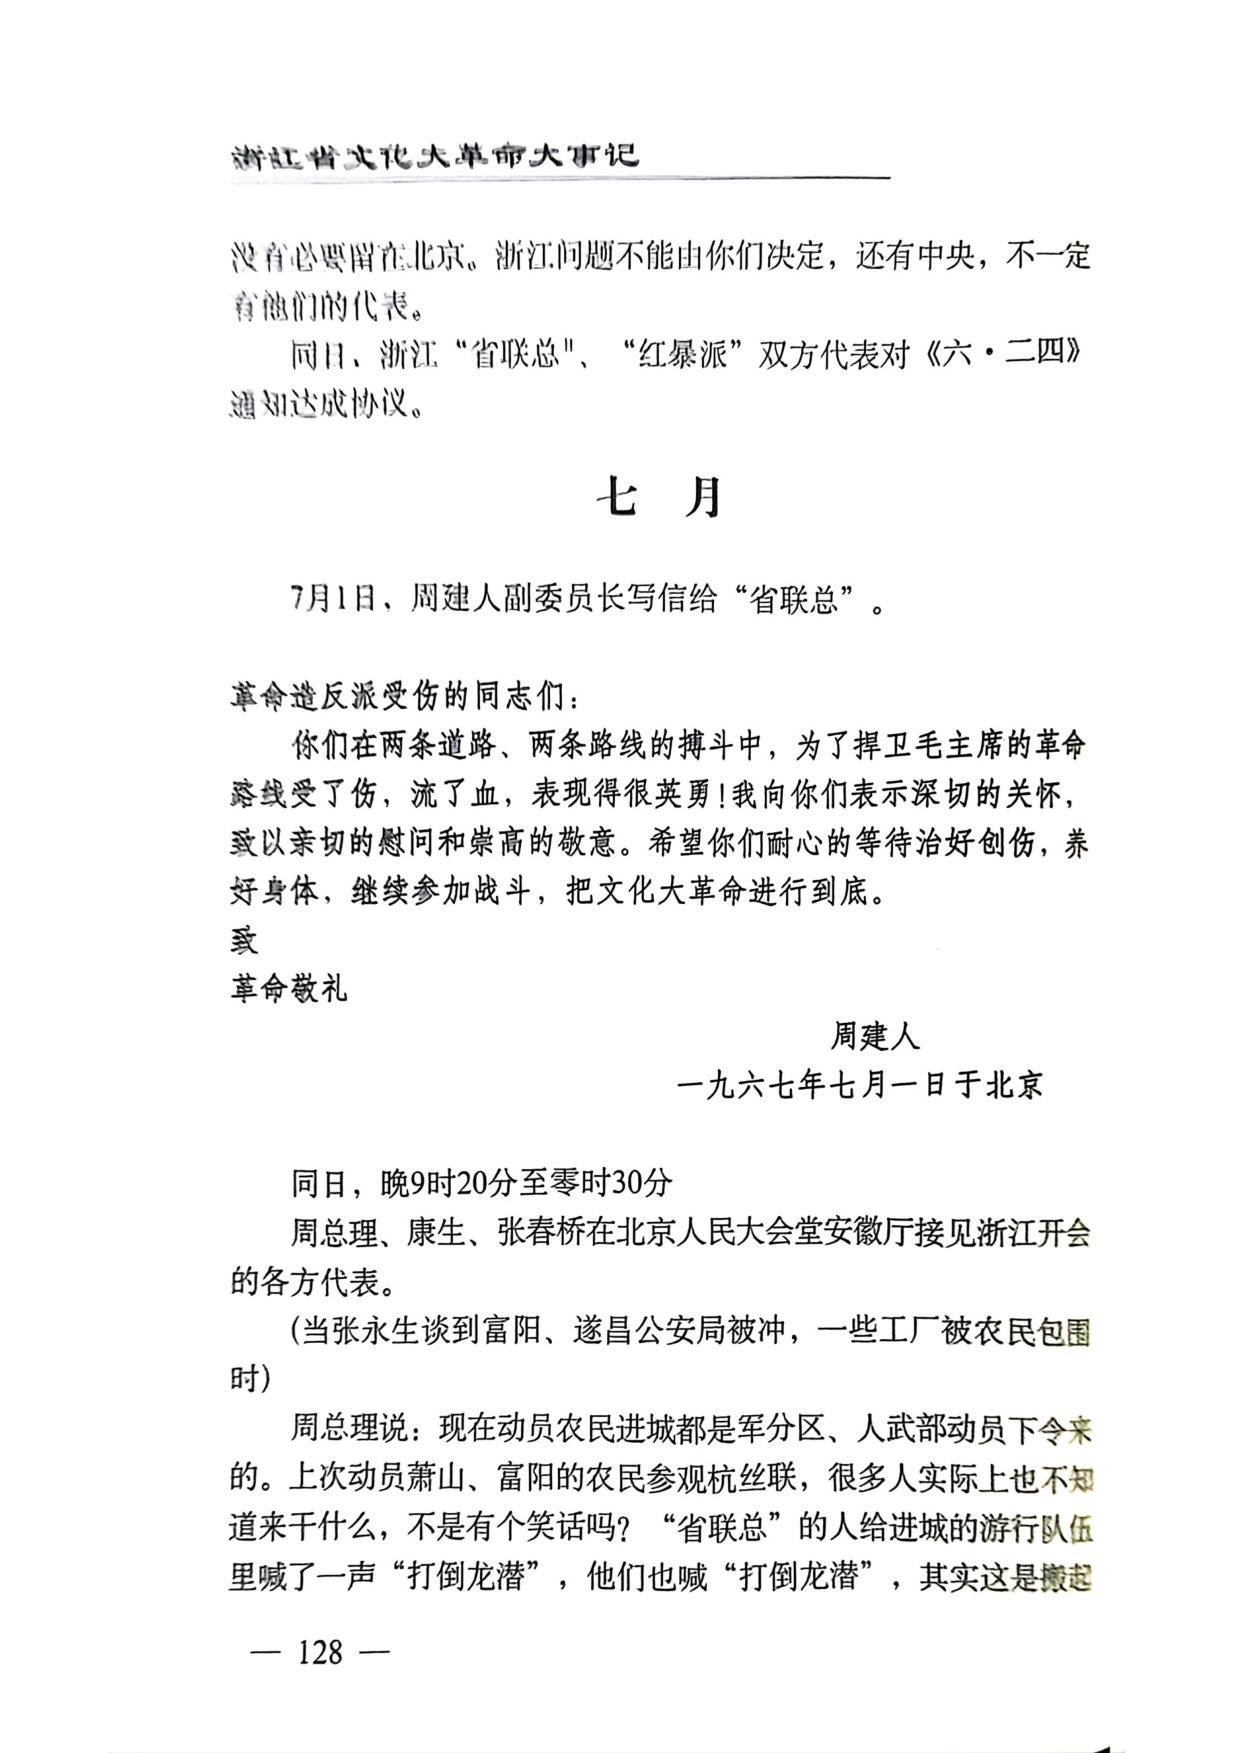 浙江省文化大革命大事记
没有必要留在北京。浙江问题不能由你们决定，还有中央，不一定
有他们的代表。
同日，浙江“省联总"、“红暴派”双方代表对《六·二四》
通知达成协议。
七 月
7月1日，周建人副委员长写信给“省联总”。
革命造反派受伤的同志们：
你们在两条道路、两条路线的搏斗中，为了捍卫毛主席的革命
路线受了伤，流了血，表现得很英勇！我向你们表示深切的关怀，
致以亲切的慰问和崇高的敬意。希望你们耐心的等待治好创伤，养
好身体，继续参加战斗，把文化大革命进行到底。
致
革命敬礼
周建人
一九六七年七月一日于北京
同日，晚9时20分至零时30分
周总理、康生、张春桥在北京人民大会堂安徽厅接见浙江开会
的各方代表。
(当张永生谈到富阳、遂昌公安局被冲，一些工厂被农民包围
时)
周总理说：现在动员农民进城都是军分区、人武部动员下令来
的。上次动员萧山、富阳的农民参观杭丝联，很多人实际上也不知
道来干什么，不是有个笑话吗？“省联总”的人给进城的游行队伍
里喊了一声“打倒龙潜”，他们也喊“打倒龙潜”，其实这是搬起
— 128 —